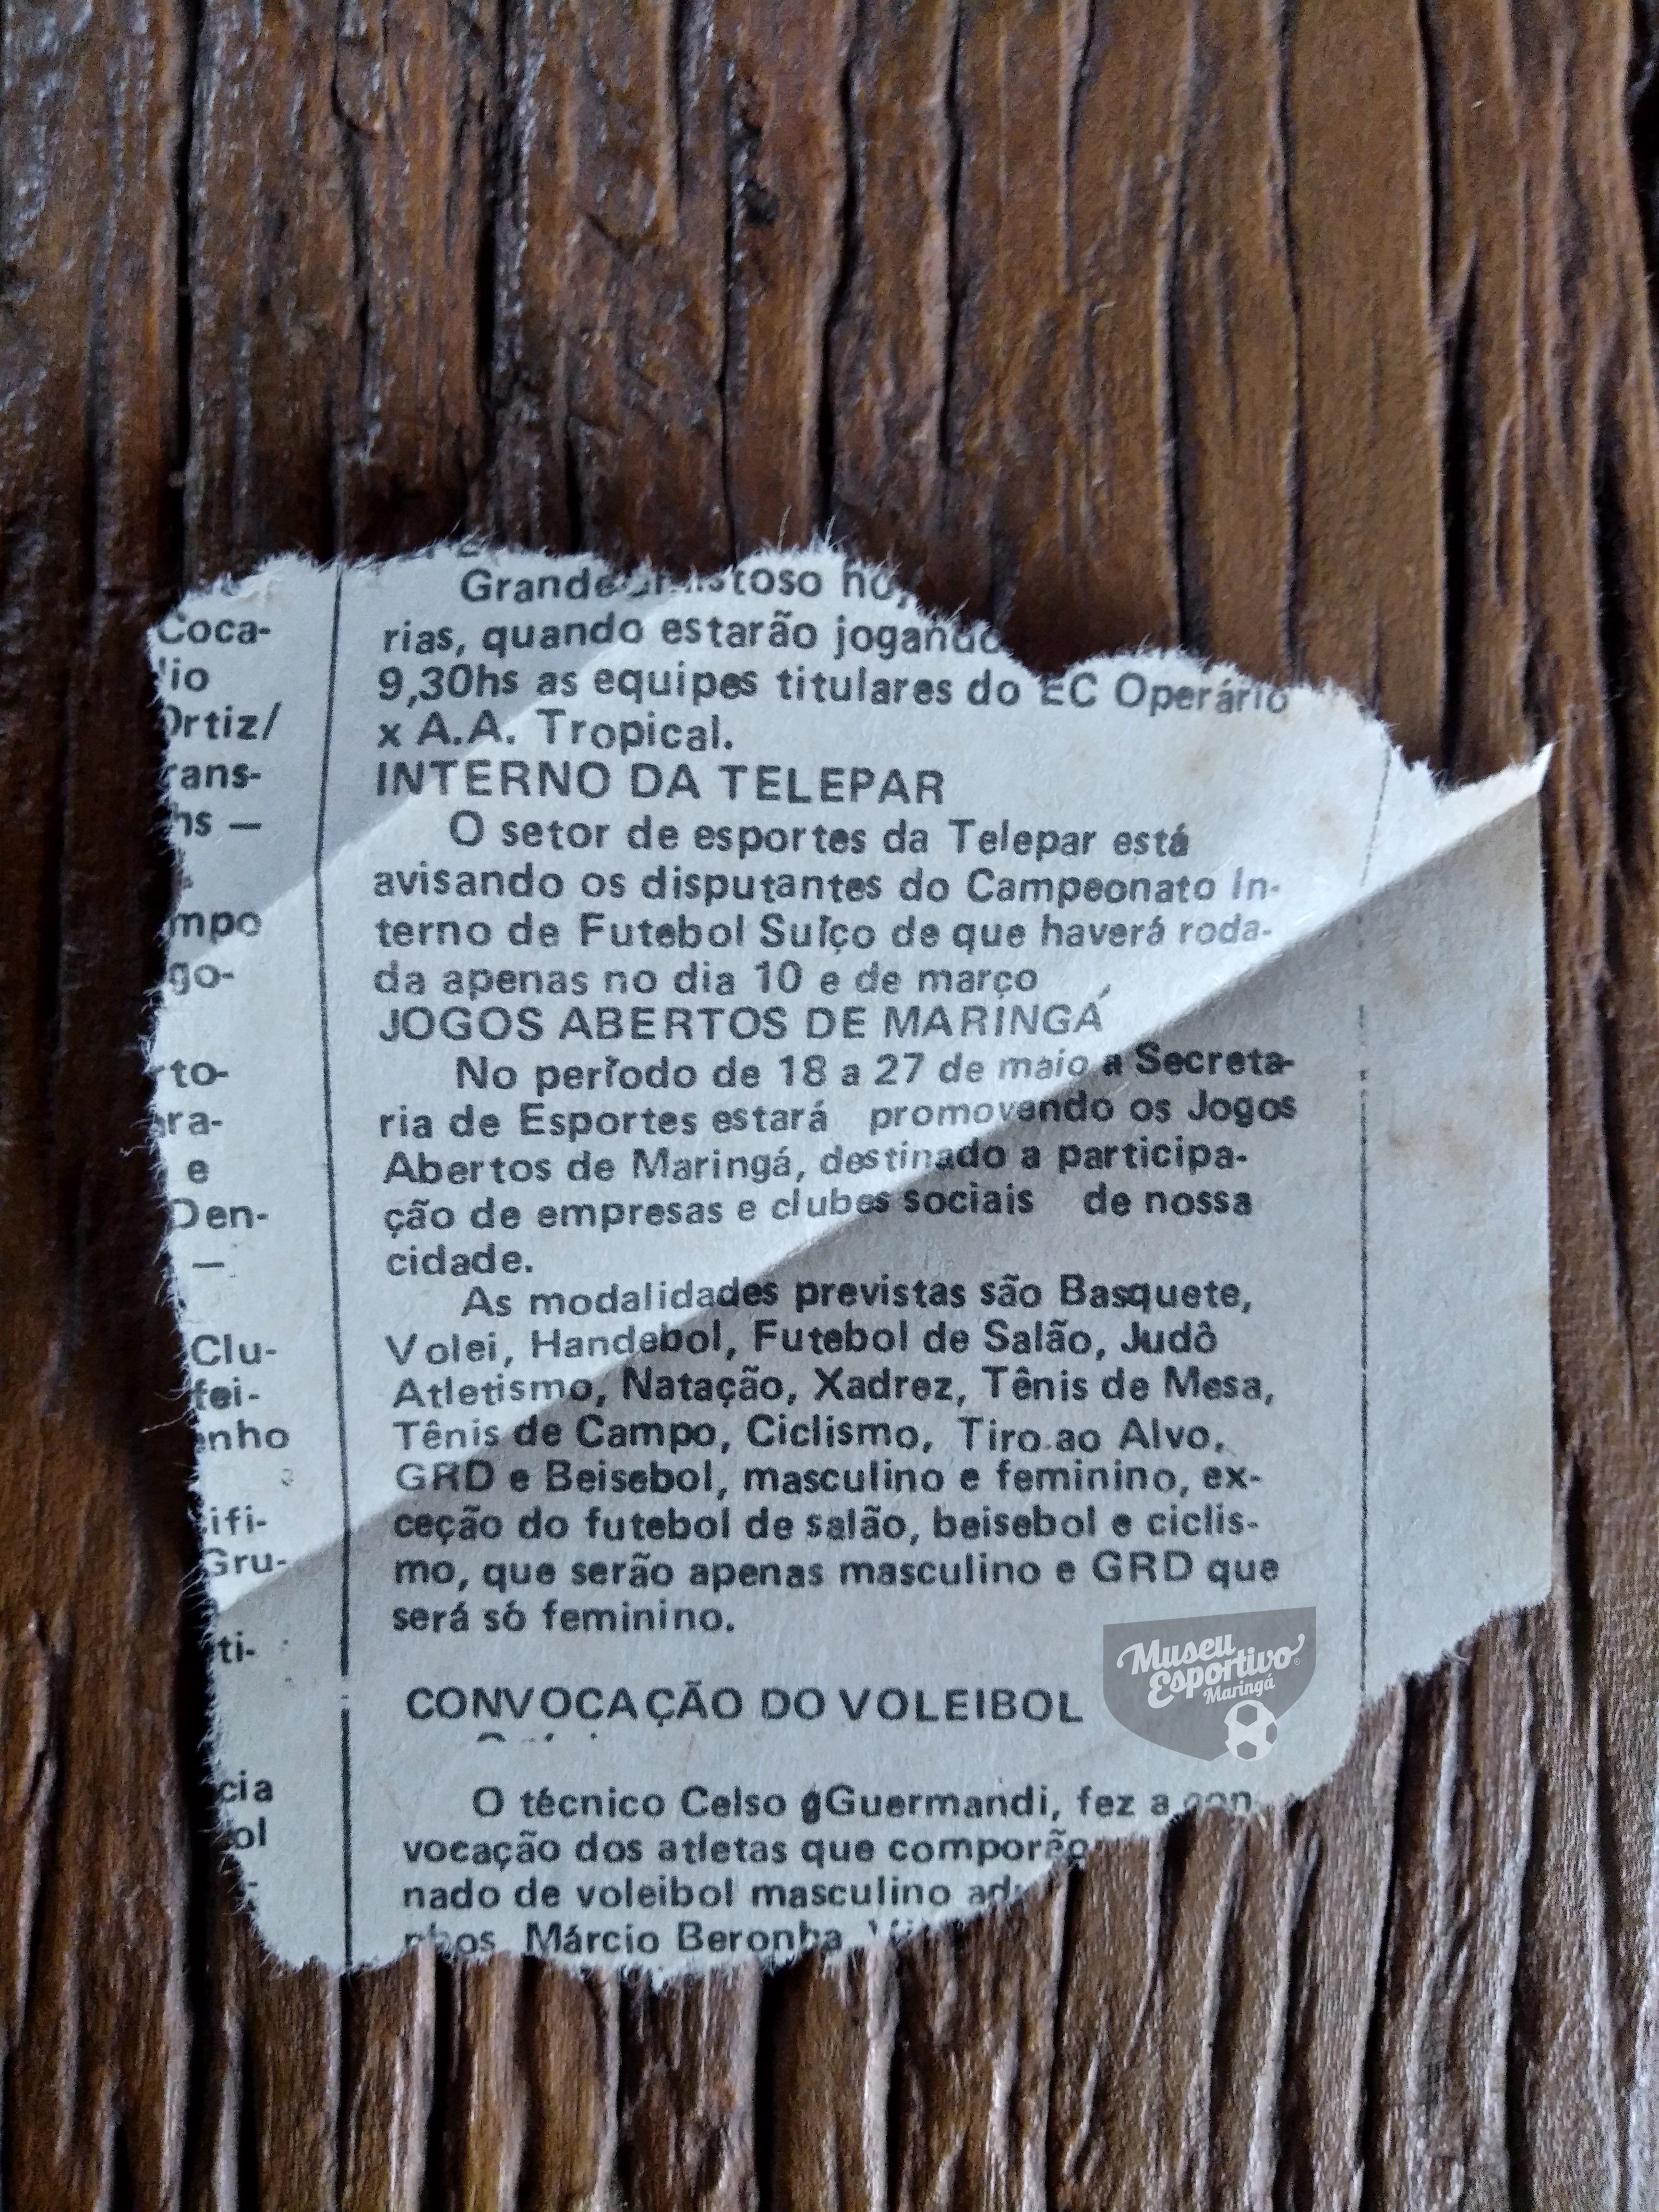 Coca-
lio
Ortiz/
rans-
hs —
mpo
go-
rto-
ara-
e
Den-
—
Clu-
fei-
enho
ifi-
Gru-
ti-
cia
ol
Grande
rias, quando estarão jogando
9,30hs as equipes titulares do EC Operário
x A.A. Tropical.
INTERNO DA TELEPAR
O setor de esportes da Telepar está
avisando os disputantes do Campeonato In-
terno de Futebol Suíço de que haverá roda-
da apenas no dia 10 e de março
JOGOS ABERTOS DE MARINGÁ
No período de 18 a 27 de maio a Secreta-
ria de Esportes estará promovendo os Jogos
Abertos de Maringá, destinado a participa-
ção de empresas e clubes sociais de nossa
cidade.
As modalidades previstas são Basquete,
Volei, Handebol, Futebol de Salão, Judô
Atletismo, Natação, Xadrez, Tênis de Mesa,
Tênis de Campo, Ciclismo, Tiro ao Alvo,
GRD e Beisebol, masculino e feminino, ex-
ceção do futebol de salão, beisebol e ciclis-
mo, que serão apenas masculino e GRD que
será só feminino.
CONVOCAÇÃO DO VOLEIBOL
O técnico Celso gGuermandi, fez a con
vocação dos atletas que comporão
nado de voleibol masculino
Márcio Beronha
Museu
Esportivo
Maringá